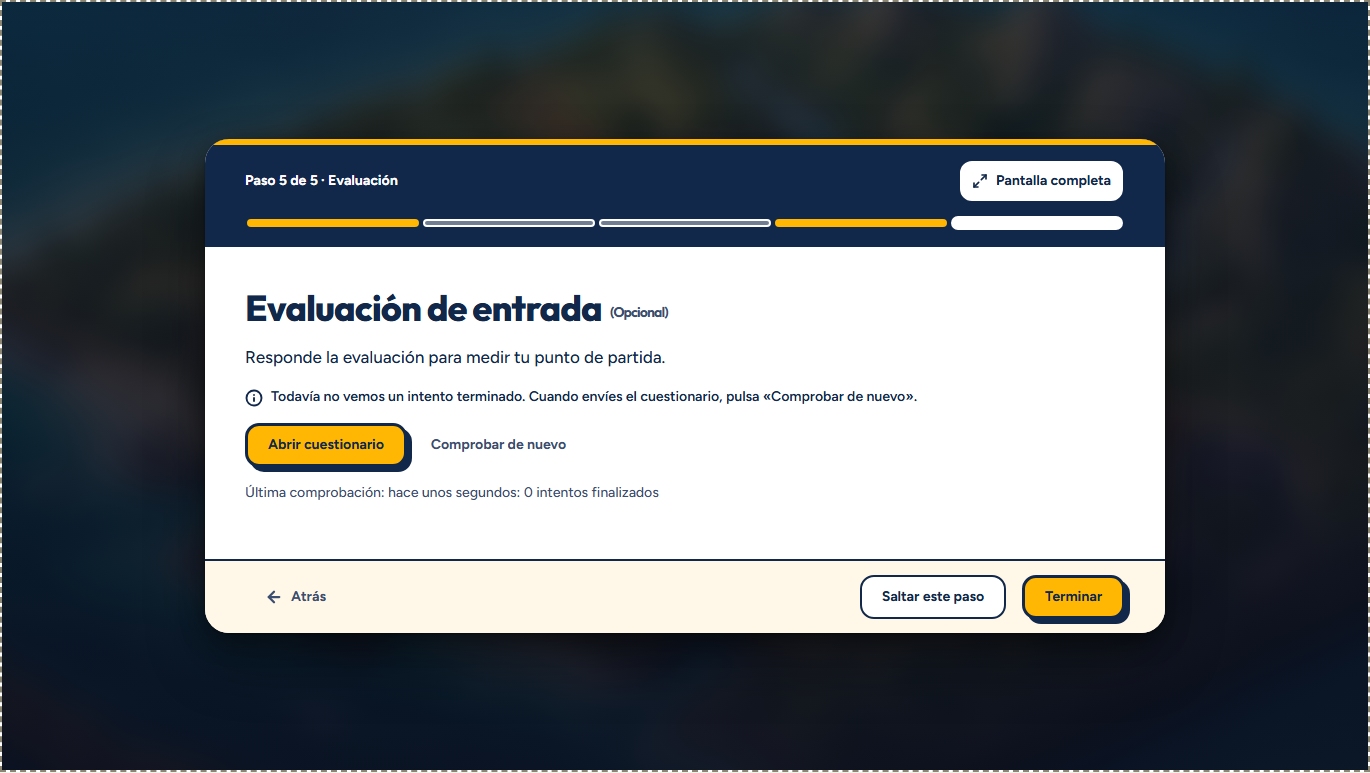 Paso 5 de 5 · Evaluación
Pantalla completa
Evaluación de entrada (Opcional)
Responde la evaluación para medir tu punto de partida.
Todavía no vemos un intento terminado. Cuando envíes el cuestionario, pulsa «Comprobar de nuevo».
Abrir cuestionario
Comprobar de nuevo
Última comprobación: hace unos segundos: 0 intentos finalizados
Atrás
Saltar este paso
Terminar